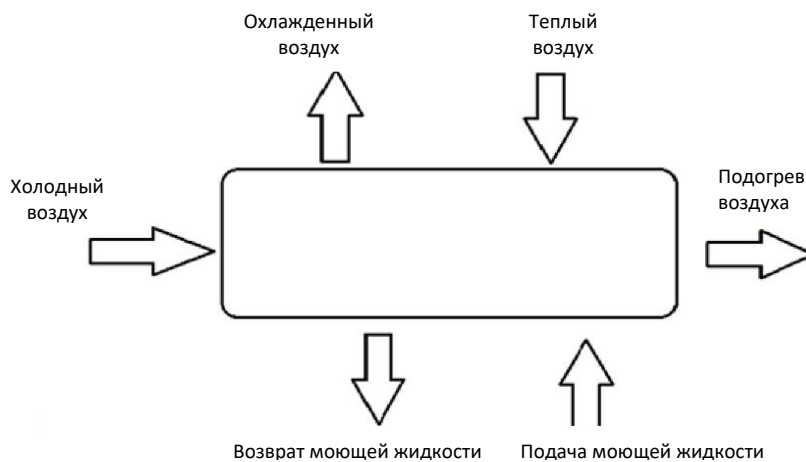 Охлажденный
воздух
Теплый
воздух
Холодный
воздух
Подогрев
воздуха
Возврат моющей жидкости
Подача моющей жидкости